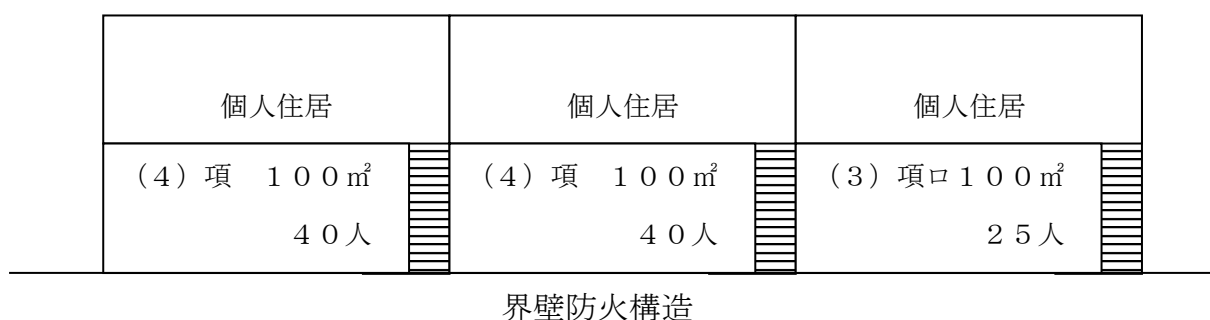 個人住居 個人住居 個人住居
(4)項 100㎡ (4)項 100㎡ (3)項ロ100㎡
40人 40人 25人
界壁防火構造